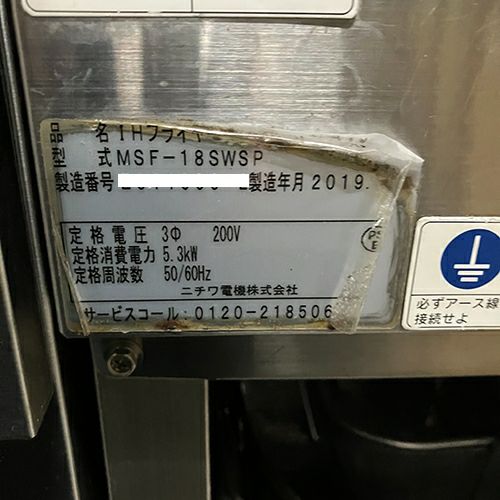 品 名 IHフライヤー
型 式 MSF-18SWSP
製造番号 製造年月 2019.
定格電圧 3Φ 200V
定格消費電力 5.3kW
定格周波数 50/60Hz
PS
E
ニチワ電機株式会社
サービスコール:0120-218506
必ずアース線
接続せよ